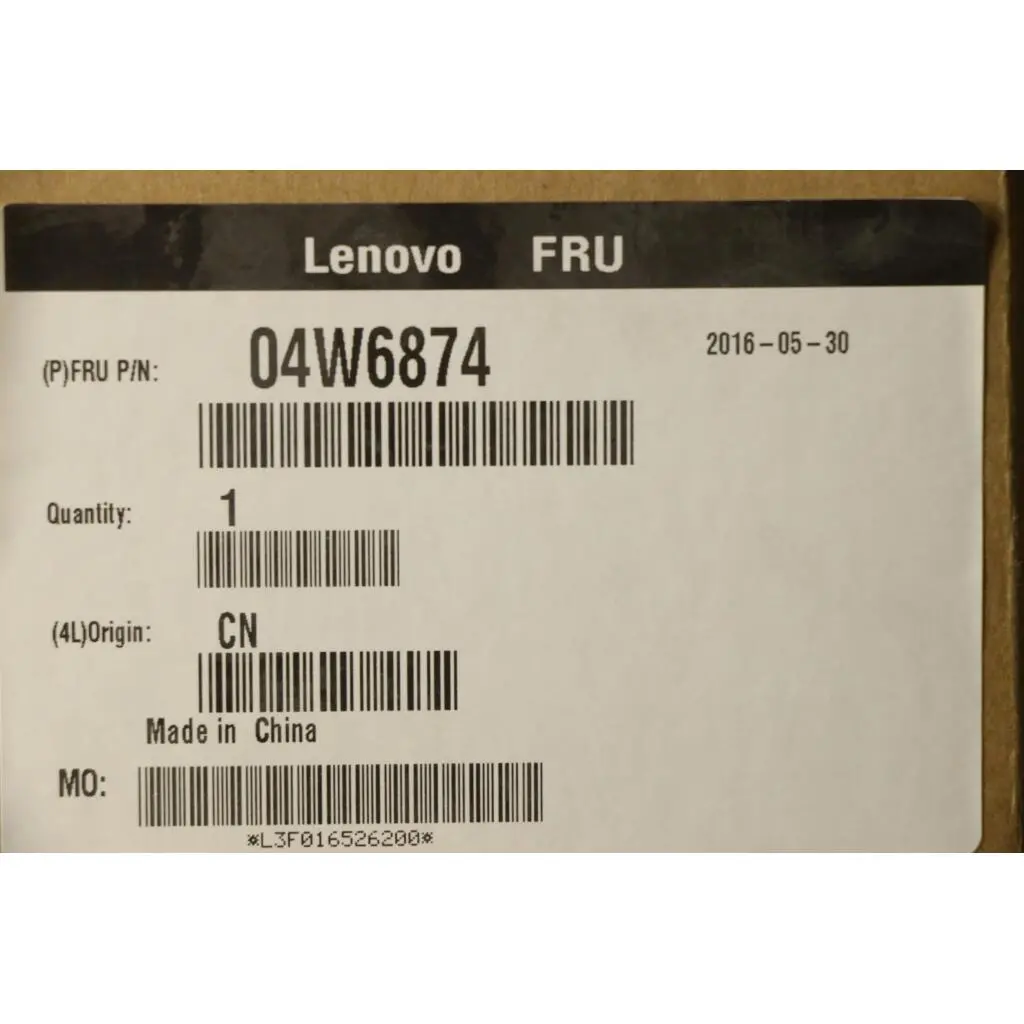 Lenovo FRU
(P)FRU P/N: 04W6874 2016-05-30
Quantity: 1
(4L)Origin: CN
Made in China
MO:
*L3F016526200*